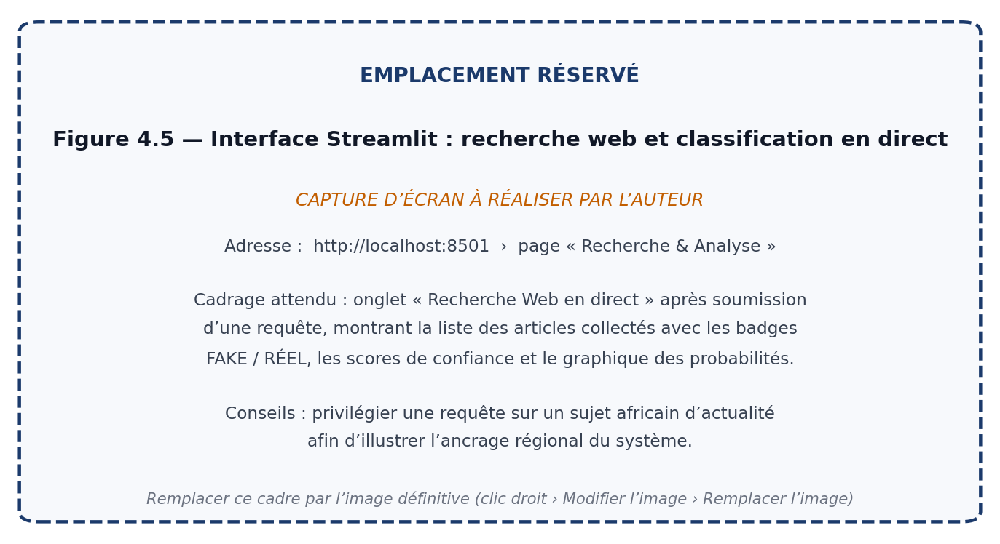 EMPLACEMENT RÉSERVÉ
Figure 4.5 — Interface Streamlit : recherche web et classification en direct
CAPTURE D’ÉCRAN À RÉALISER PAR L’AUTEUR
Adresse :  http://localhost:8501  ›  page « Recherche & Analyse »
Cadrage attendu : onglet « Recherche Web en direct » après soumission
d’une requête, montrant la liste des articles collectés avec les badges
FAKE / RÉEL, les scores de confiance et le graphique des probabilités.
Conseils : privilégier une requête sur un sujet africain d’actualité
afin d’illustrer l’ancrage régional du système.
Remplacer ce cadre par l’image définitive (clic droit › Modifier l’image › Remplacer l’image)